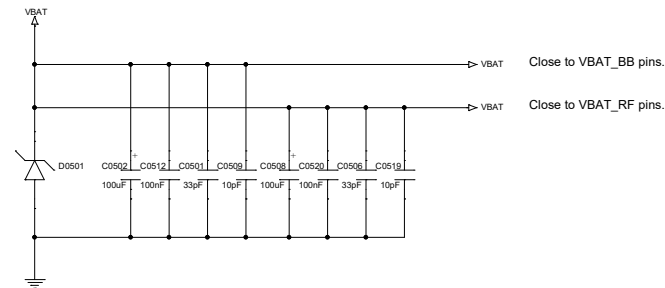 VBAT
VBAT Close to VBAT_BB pins.
VBAT Close to VBAT_RF pins.
D0501 C0502 + C0512 C0501 C0509 C0508 + C0520 C0506 C0519
100uF 100nF 33pF 10pF 100uF 100nF 33pF 10pF